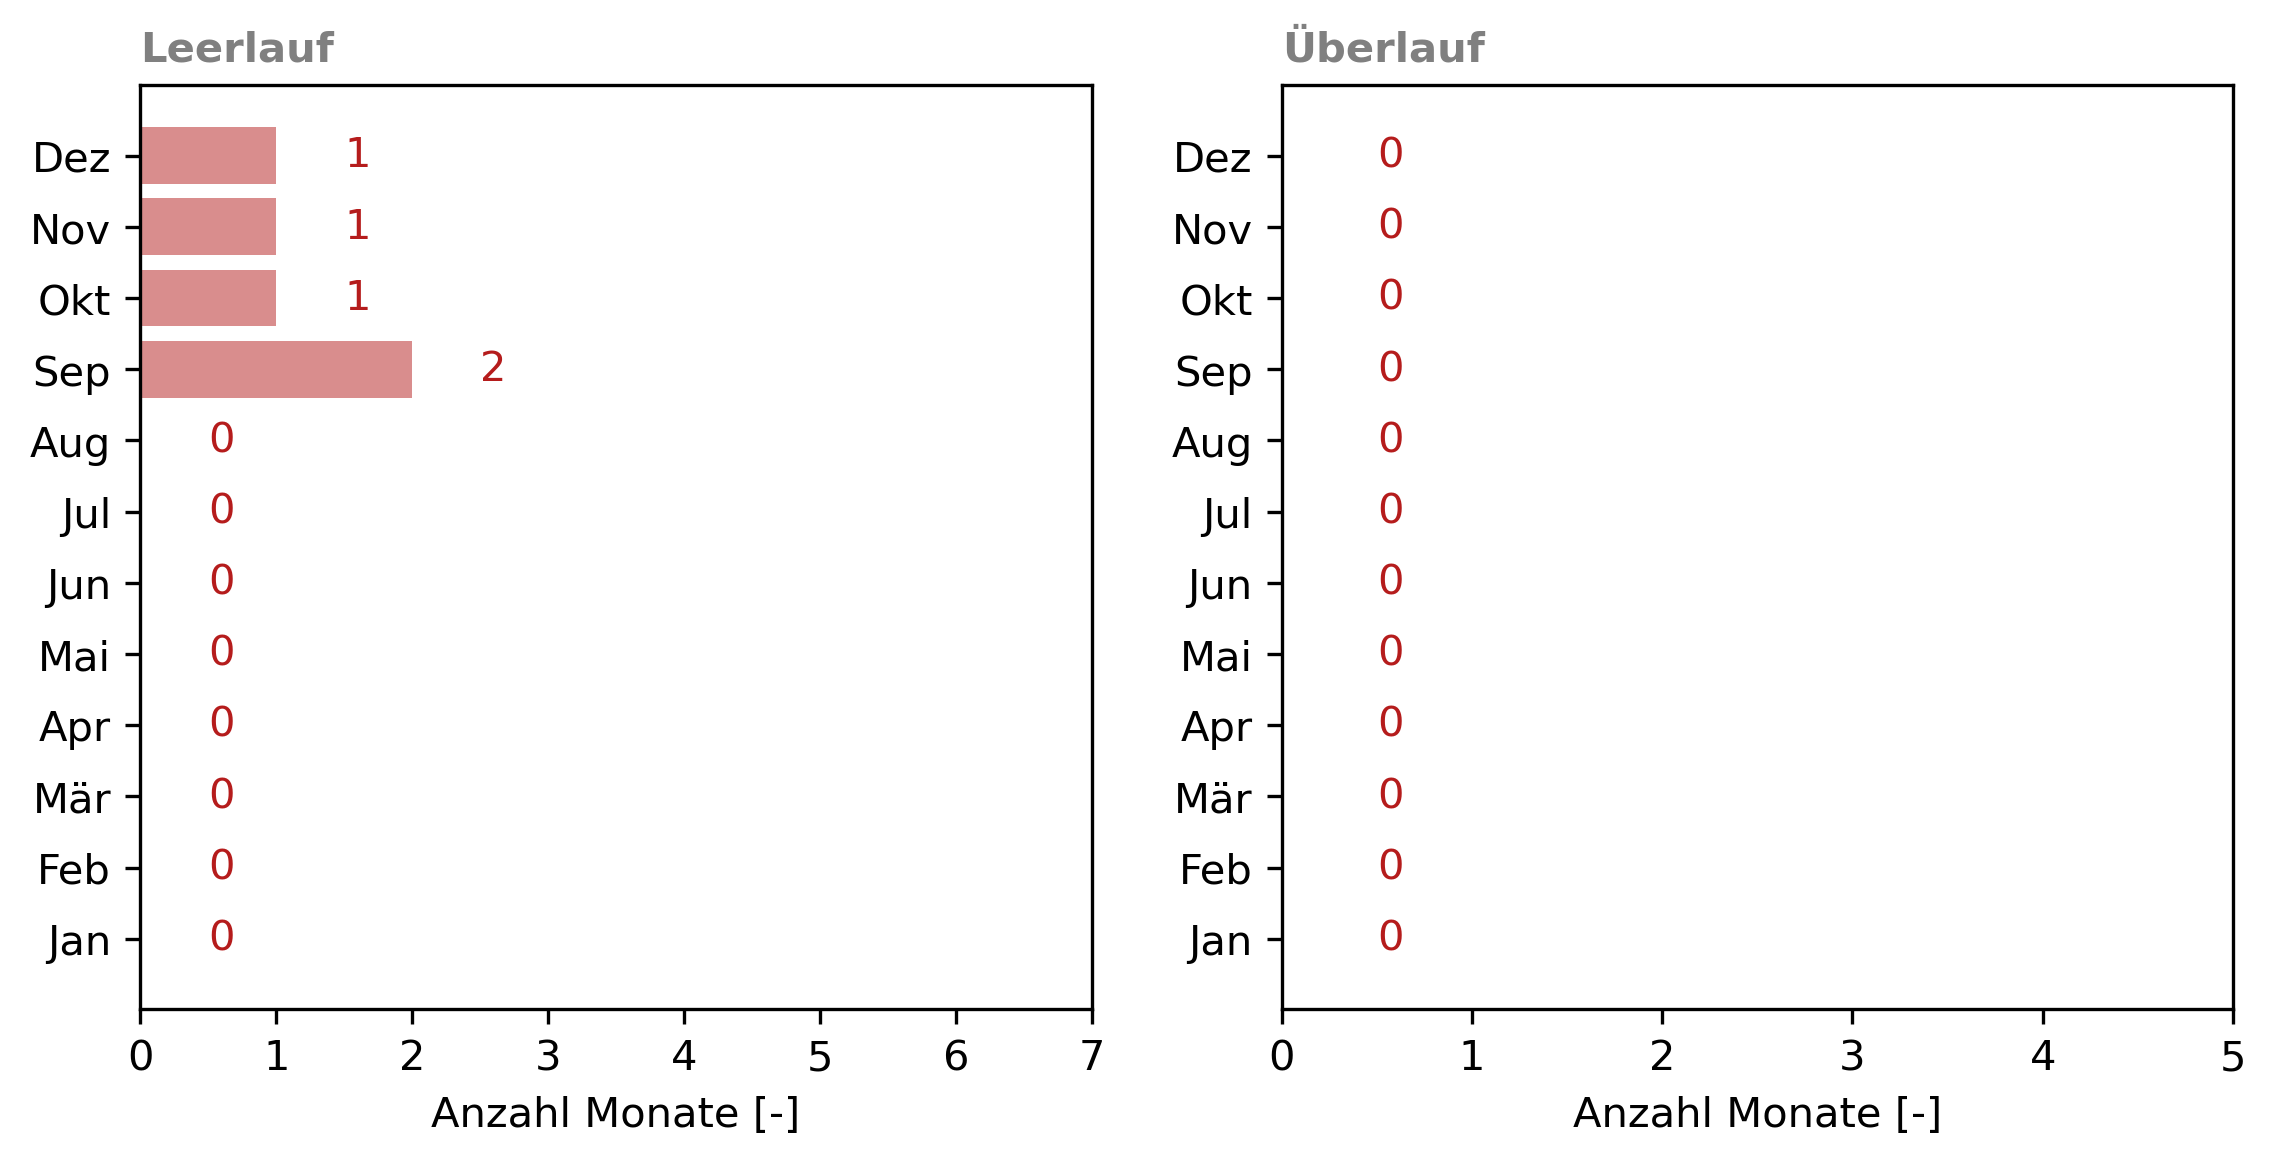 Leerlauf
Dez 1
Nov 1
Okt 1
Sep 2
Aug 0
Jul 0
Jun 0
Mai 0
Apr 0
Mär 0
Feb 0
Jan 0
0 1 2 3 4 5 6 7
Anzahl Monate [-]
Überlauf
Dez 0
Nov 0
Okt 0
Sep 0
Aug 0
Jul 0
Jun 0
Mai 0
Apr 0
Mär 0
Feb 0
Jan 0
0 1 2 3 4 5
Anzahl Monate [-]